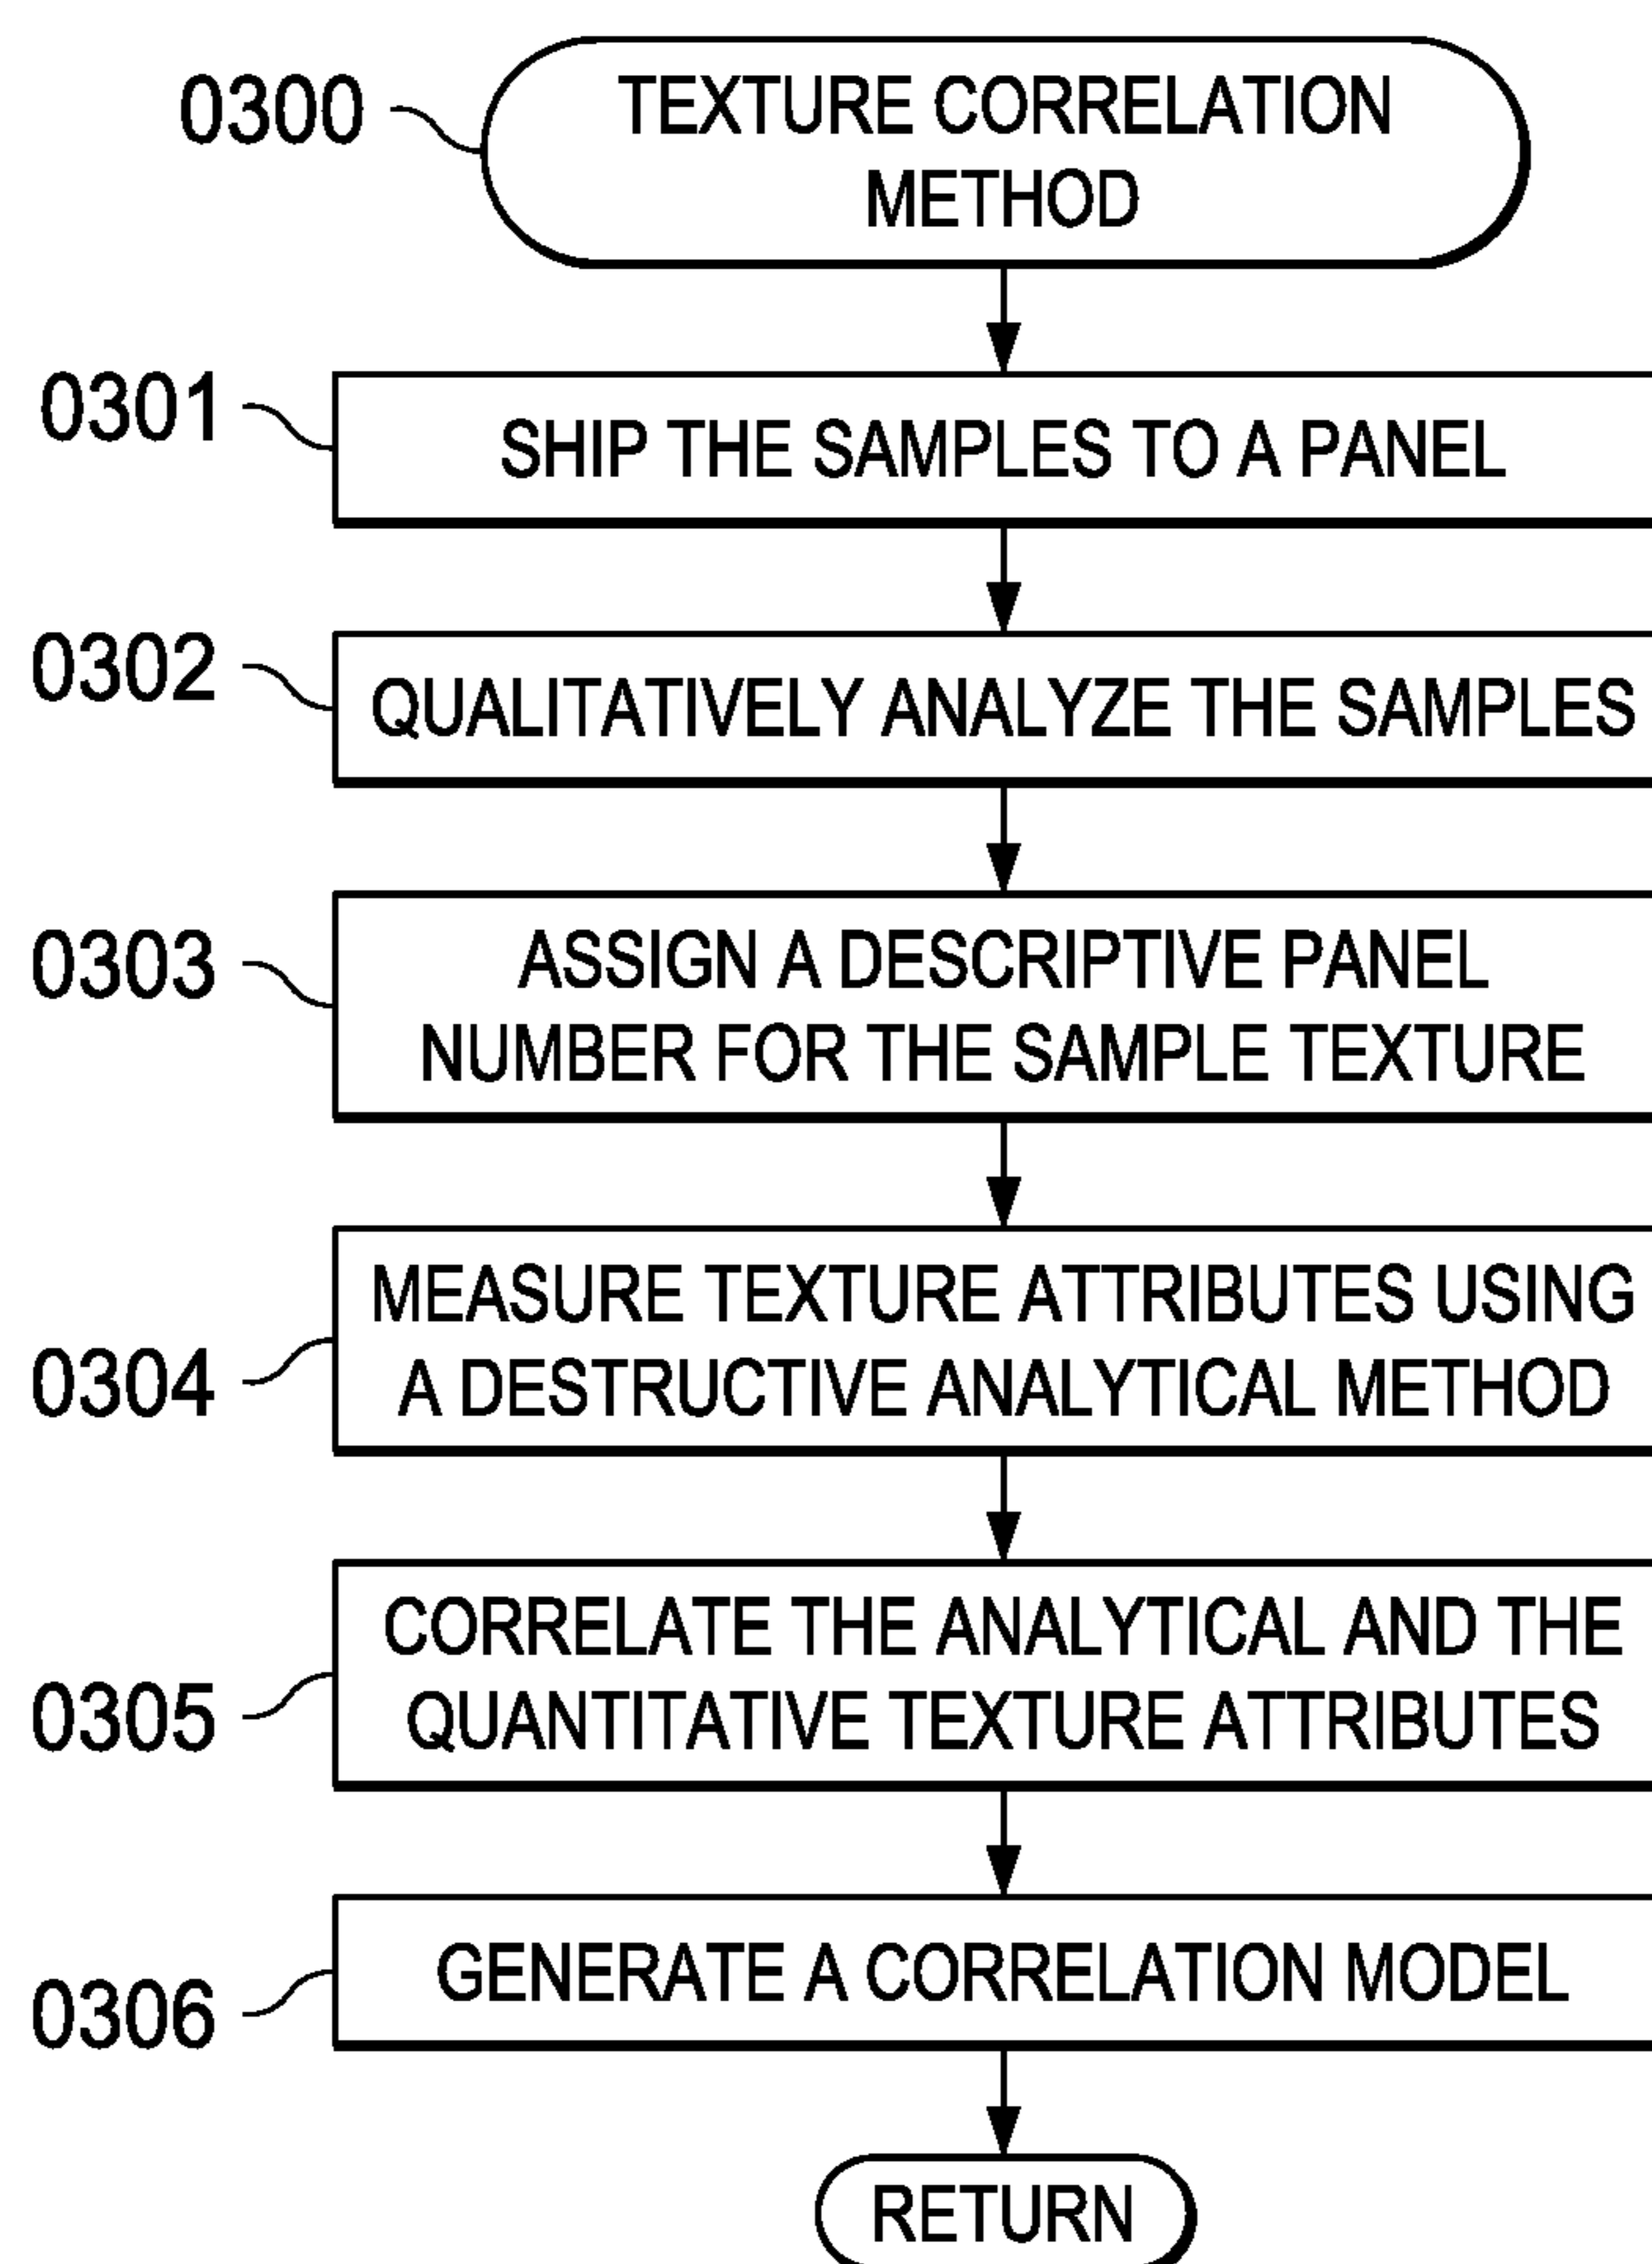 0300
TEXTURE CORRELATION
METHOD
0301
SHIP THE SAMPLES TO A PANEL
0302
QUALITATIVELY ANALYZE THE SAMPLES
0303
ASSIGN A DESCRIPTIVE PANEL
NUMBER FOR THE SAMPLE TEXTURE
0304
MEASURE TEXTURE ATTRIBUTES USING
A DESTRUCTIVE ANALYTICAL METHOD
0305
CORRELATE THE ANALYTICAL AND THE
QUANTITATIVE TEXTURE ATTRIBUTES
0306
GENERATE A CORRELATION MODEL
RETURN